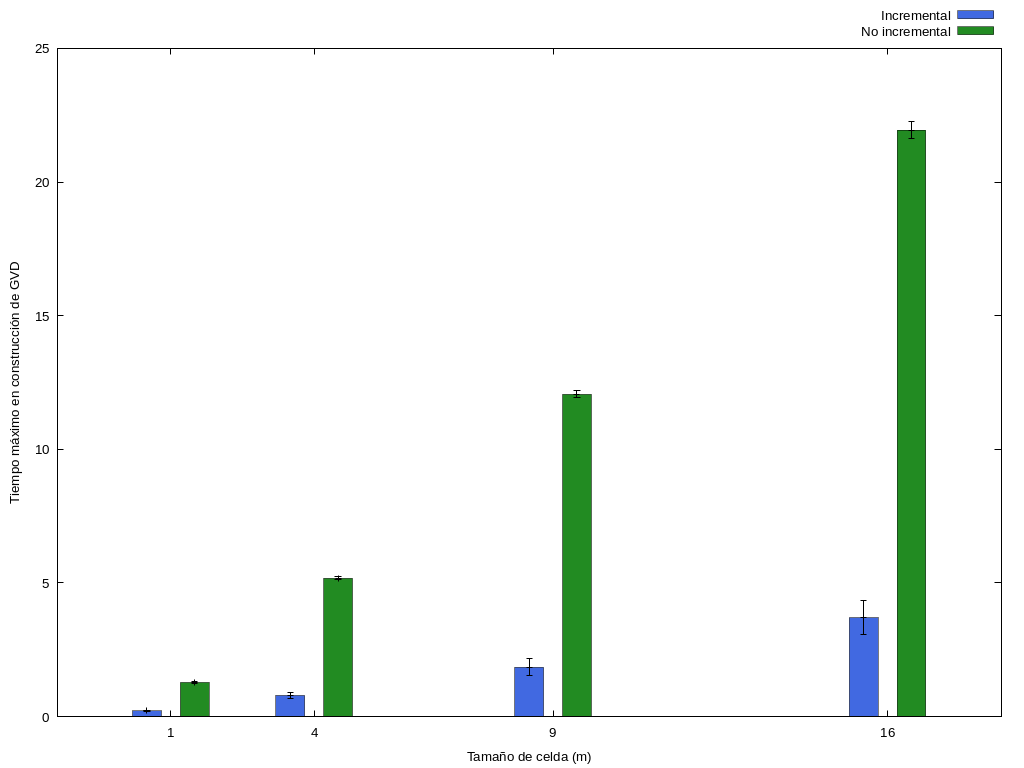 Incremental
No incremental
25
20
15
10
5
0
Tiempo máximo en construcción de GVD
1 4 9 16
Tamaño de celda (m)